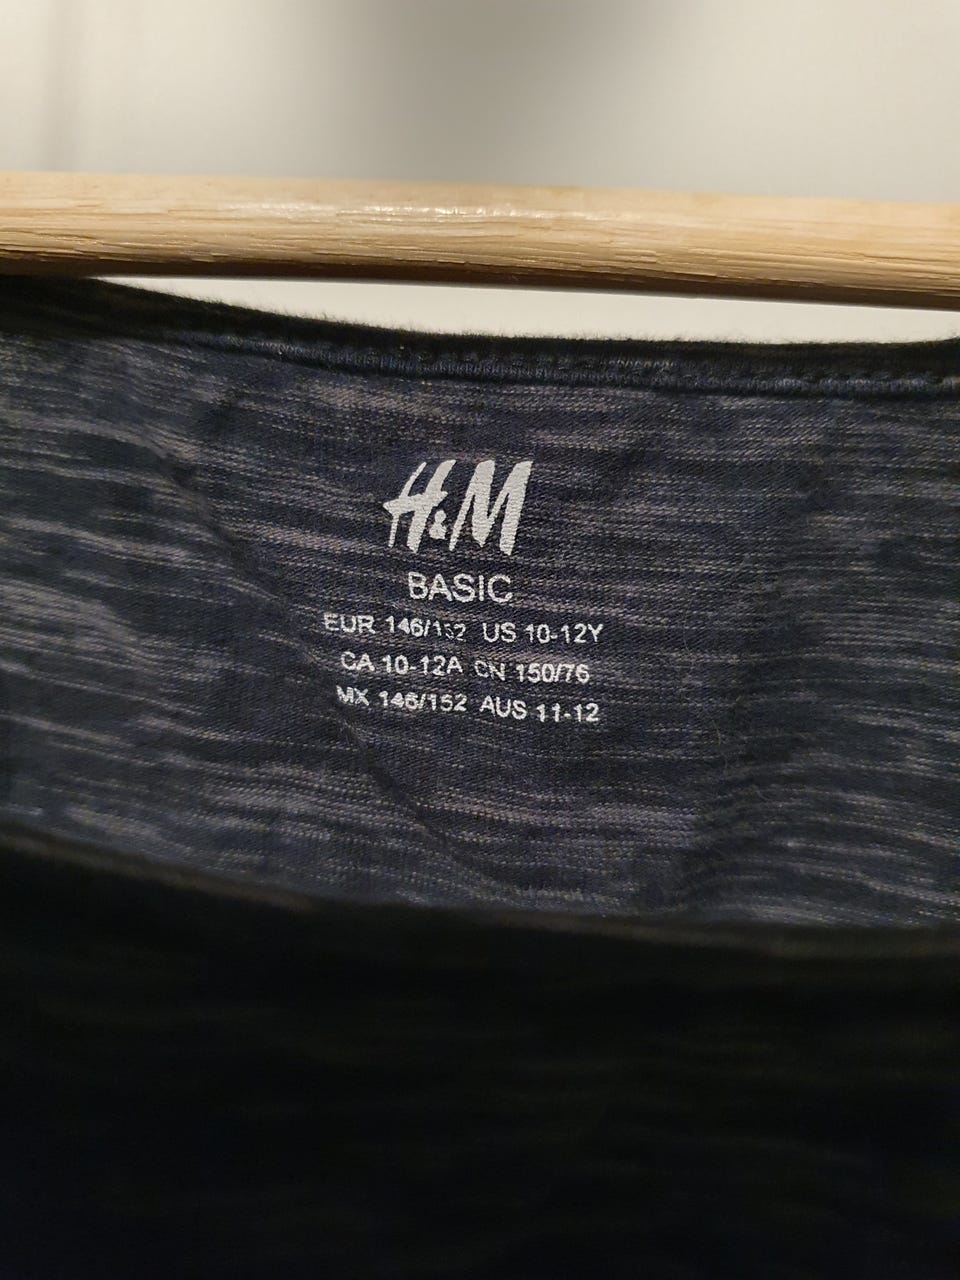 H&M
BASIC
EUR 146/152 US 10-12Y
CA 10-12A CN 150/76
MX 146/152 AUS 11-12